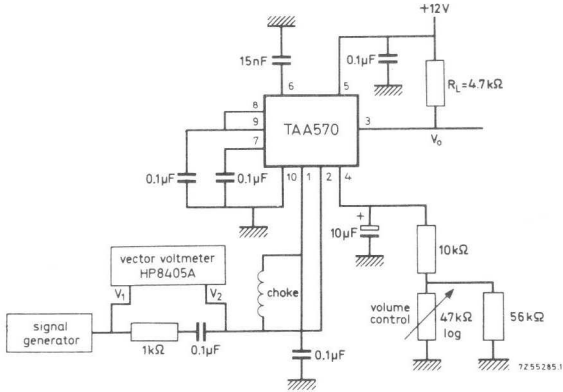 +12V
15nF
0.1µF
6
5
R_L=4.7kΩ
8
9
7
TAA570
3
V_o
10
1
2
4
0.1µF
0.1µF
10µF
+
10kΩ
vector voltmeter
HP8405A
V_1
V_2
choke
volume
control
47kΩ
log
56kΩ
signal
generator
1kΩ
0.1µF
0.1µF
7Z55285.1